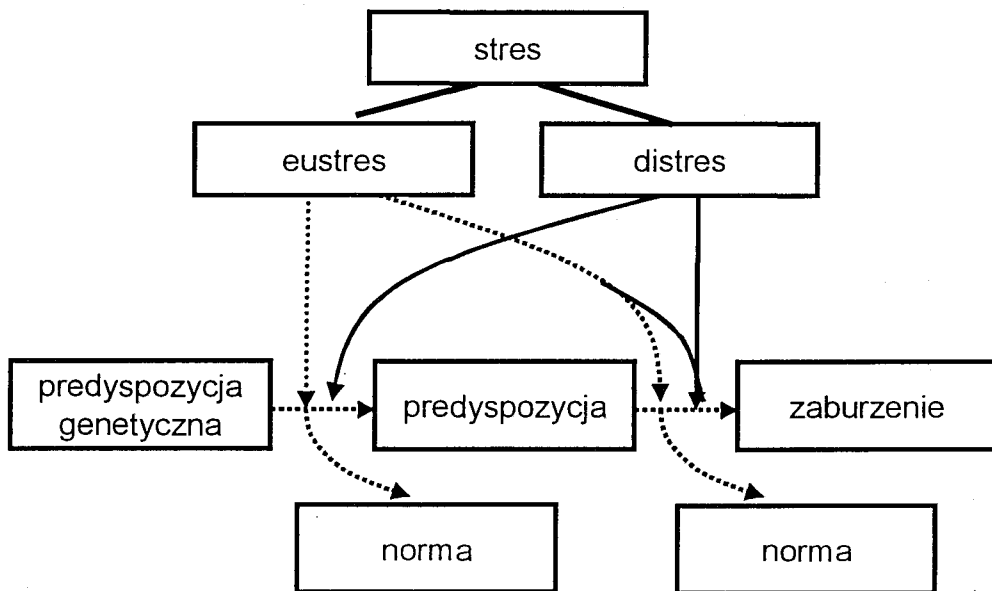 stres
eustres
distres
predyspozycja
genetyczna
predyspozycja
zaburzenie
norma
norma